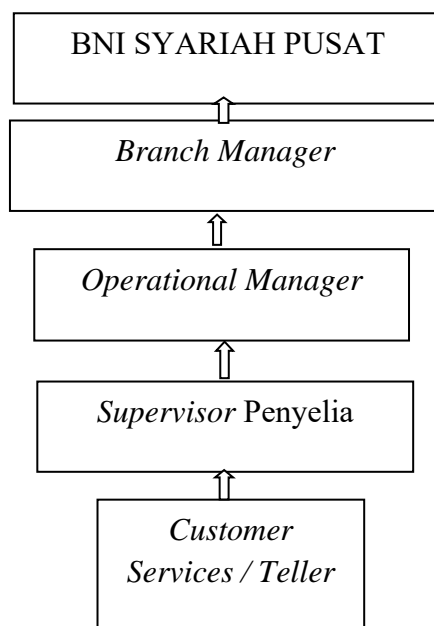 BNI SYARIAH PUSAT
Branch Manager
Operational Manager
Supervisor Penyelia
Customer
Services / Teller